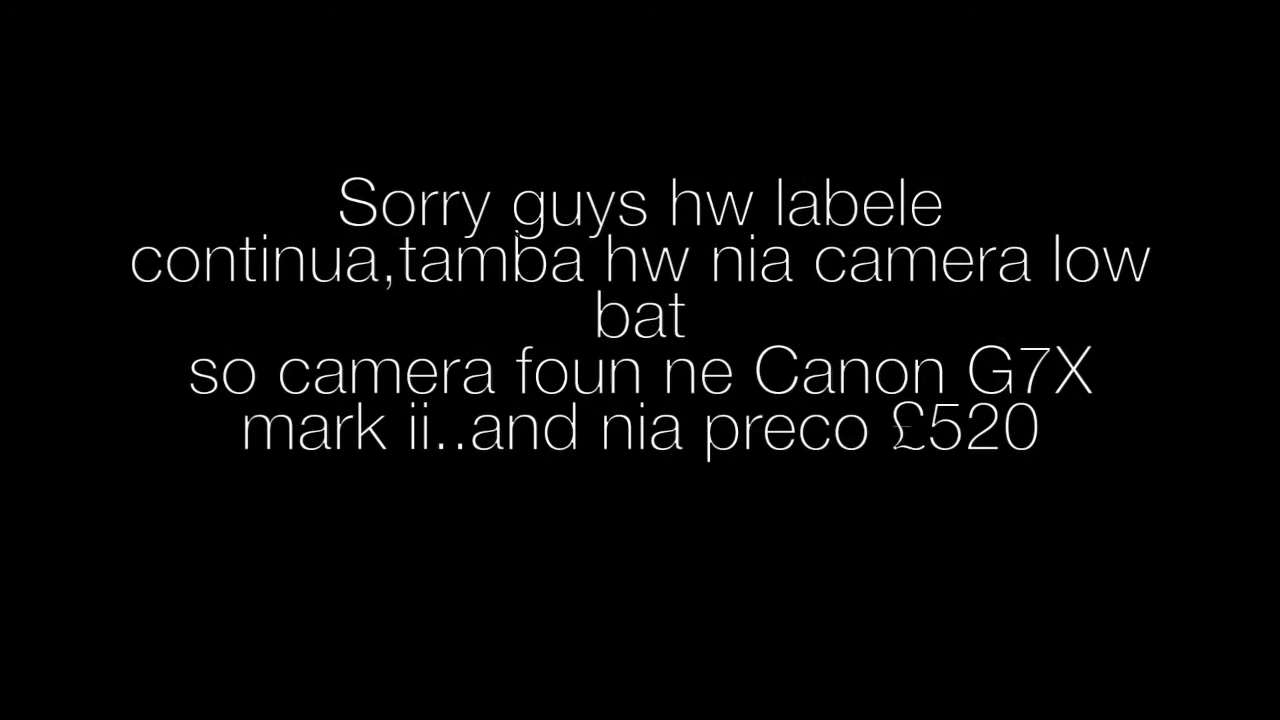 Sorry guys hw labele
continua,tamba hw nia camera low
bat
so camera foun ne Canon G7X
mark ii..and nia preco £520